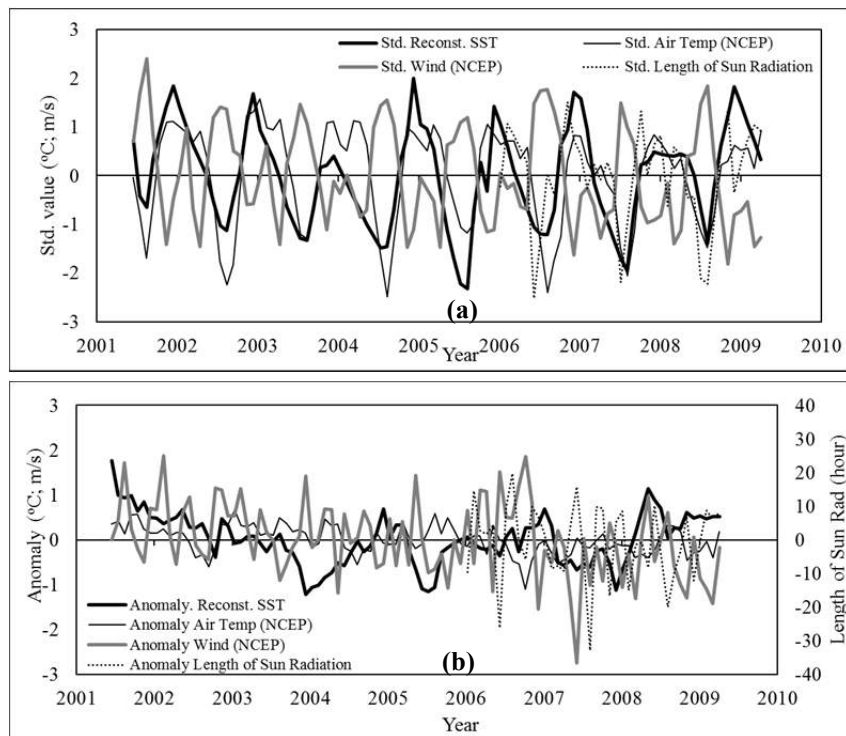 3
Std. Reconst. SST
Std. Air Temp (NCEP)
Std. Wind (NCEP)
Std. Length of Sun Radiation
2
1
0
-1
-2
-3
Std. value (ºC; m/s)
(a)
2001 2002 2003 2004 2005 2006 2007 2008 2009 2010
Year
3
2
1
0
-1
-2
-3
Anomaly (ºC; m/s)
40
30
20
10
0
-10
-20
-30
-40
Length of Sun Rad (hour)
Anomaly. Reconst. SST
Anomaly Air Temp (NCEP)
Anomaly Wind (NCEP)
Anomaly Length of Sun Radiation
(b)
2001 2002 2003 2004 2005 2006 2007 2008 2009 2010
Year